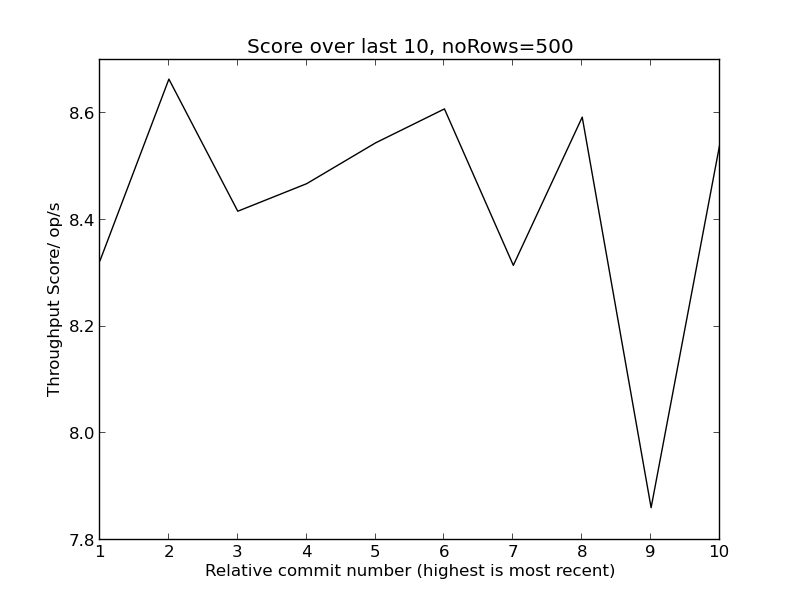 Score over last 10, noRows=500
Throughput Score/ op/s
8.6
8.4
8.2
8.0
7.8
1 2 3 4 5 6 7 8 9 10
Relative commit number (highest is most recent)